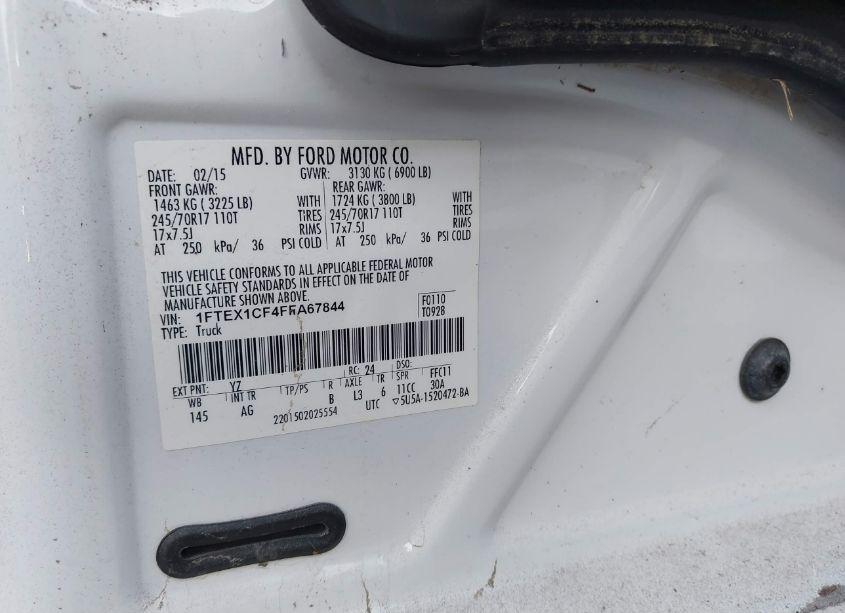 MFD. BY FORD MOTOR CO.
DATE: 02/15 GVWR: 3130 KG ( 6900 LB)
FRONT GAWR: REAR GAWR:
1463 KG ( 3225 LB) WITH 1724 KG ( 3800 LB) WITH
245/70R17 110T TIRES 245/70R17 110T TIRES
17x7.5J RIMS 17x7.5J RIMS
AT 250 kPa/ 36 PSI COLD AT 250 kPa/ 36 PSI COLD
THIS VEHICLE CONFORMS TO ALL APPLICABLE FEDERAL MOTOR
VEHICLE SAFETY STANDARDS IN EFFECT ON THE DATE OF
MANUFACTURE SHOWN ABOVE.
VIN: 1FTEX1CF4FFA67844
TYPE: Truck
F0110
T0928
EXT PNT: YZ RC: 24 DSO:
WB INT TR TP/PS R AXLE TR SPR FFC11
145 AG B L3 6 11CC 30A
2201502025554 UTC ▽5U5A-1520472-BA